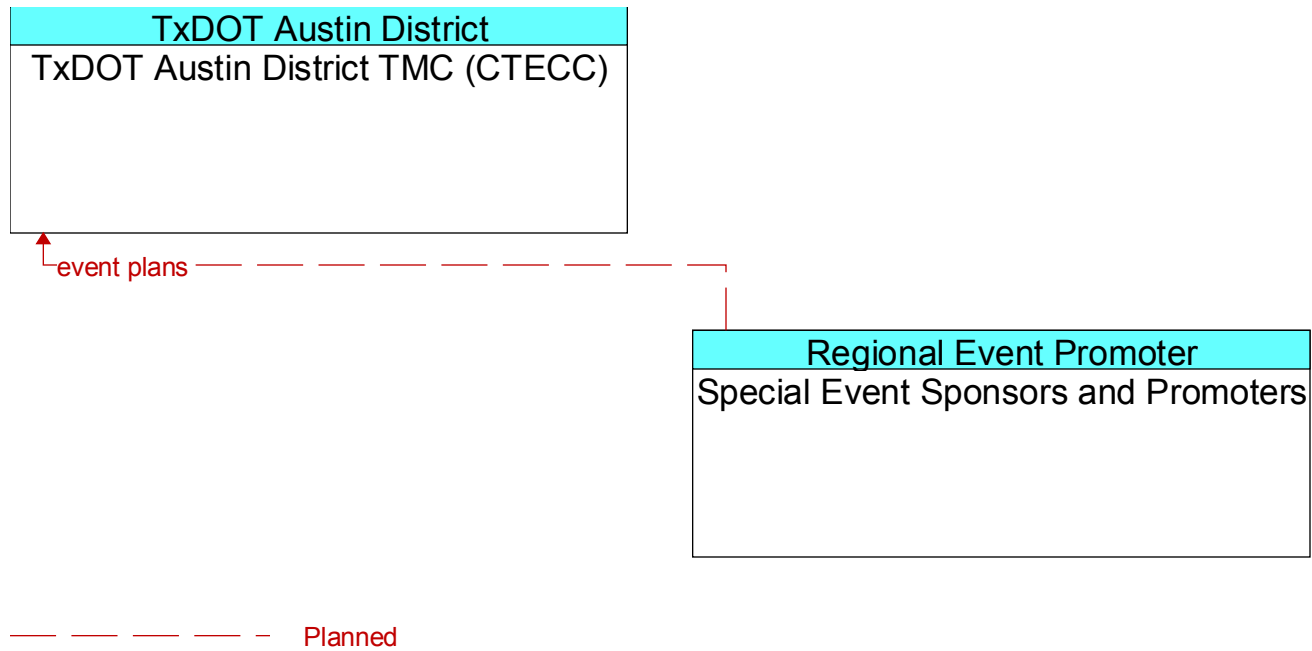 TxDOT Austin District
TxDOT Austin District TMC (CTECC)
event plans
Regional Event Promoter
Special Event Sponsors and Promoters
Planned